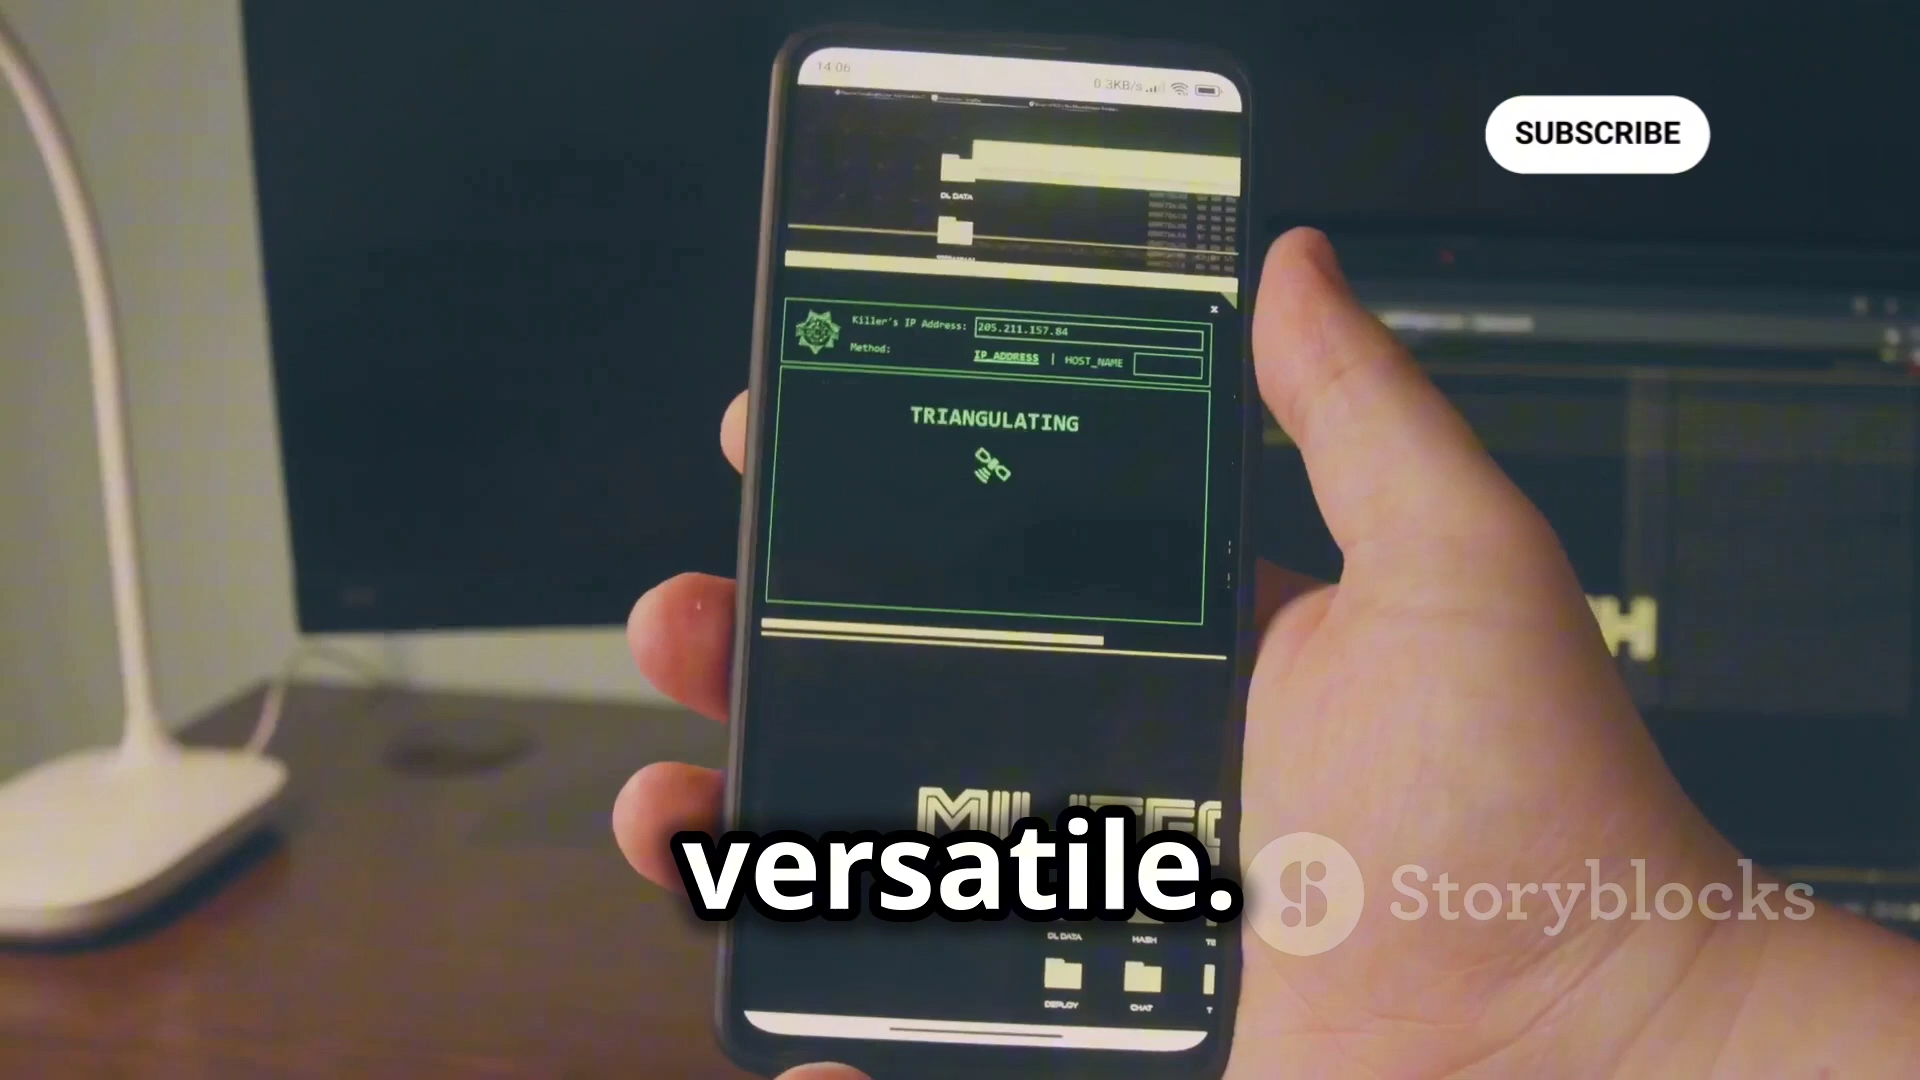 14:06
0.3KB/s
SUBSCRIBE
DL DATA
x
Killer's IP Address: 205.211.157.84
Method: IP_ADDRESS | HOST_NAME
TRIANGULATING
versatile.
Storyblocks
DL DATA
HASH
DEPLOY
CHAT